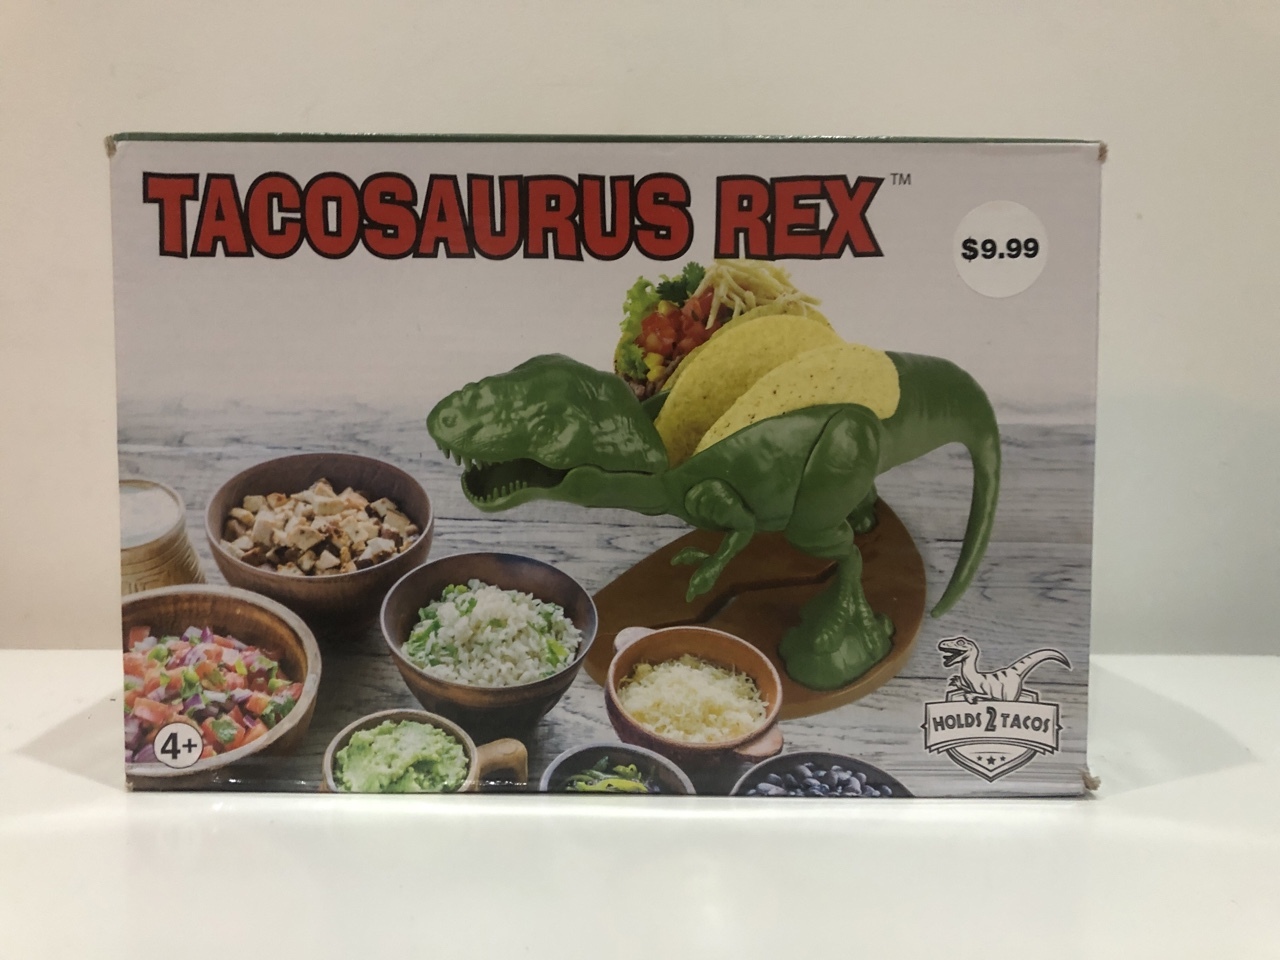 TACOSAURUS REX™
$9.99
HOLDS 2 TACOS
4+